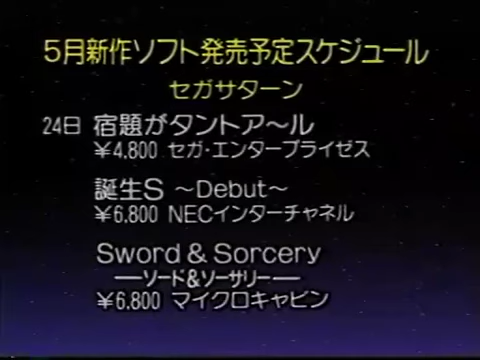 5月新作ソフト発売予定スケジュール
セガサターン
24日 宿題がタントア〜ル
¥4,800 セガ・エンタープライゼス
誕生S 〜Debut〜
¥6,800 NECインターチャネル
Sword & Sorcery
―ソード&ソーサリー―
¥6,800 マイクロキャビン